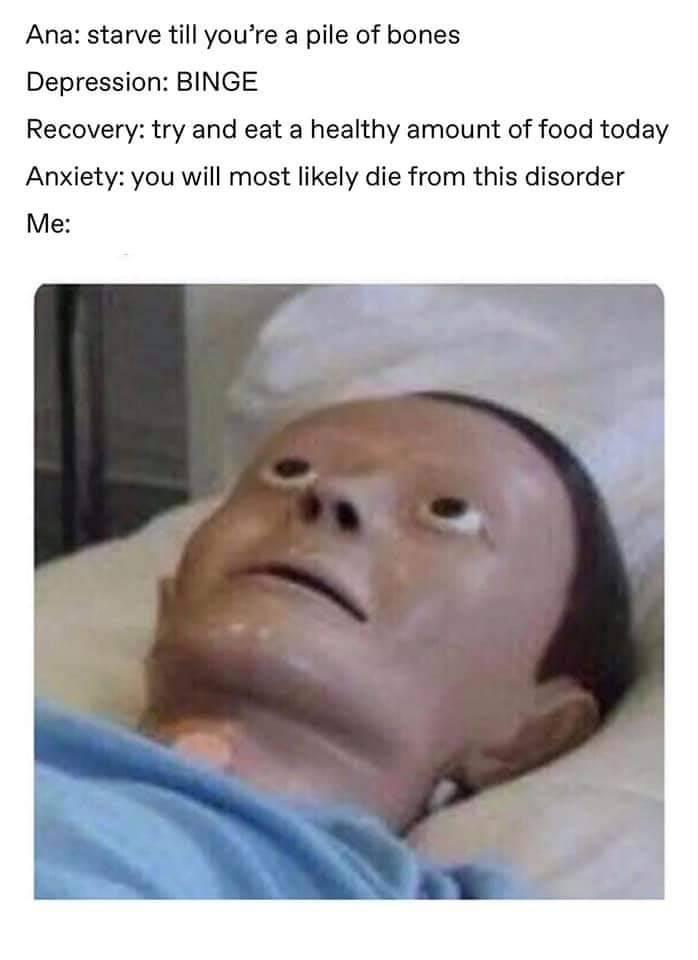 Ana: starve till you’re a pile of bones
Depression: BINGE
Recovery: try and eat a healthy amount of food today
Anxiety: you will most likely die from this disorder
Me: